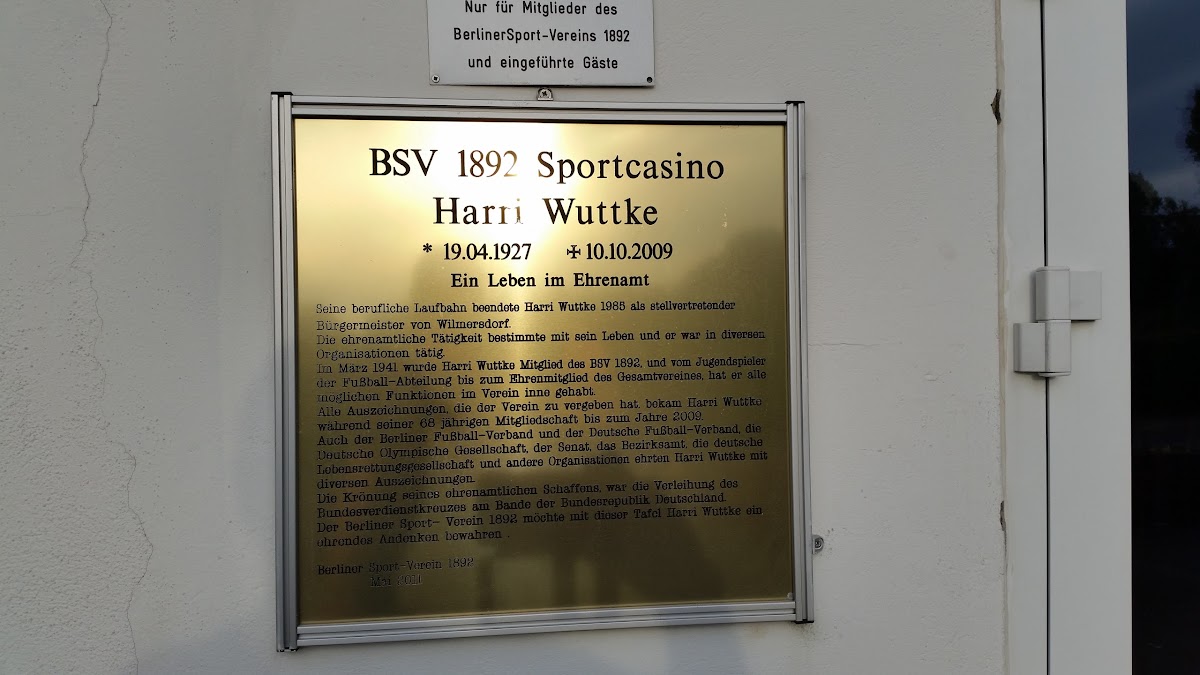 Nur für Mitglieder des
BerlinerSport-Vereins 1892
und eingeführte Gäste
BSV 1892 Sportcasino
Harri Wuttke
* 19.04.1927 ✠ 10.10.2009
Ein Leben im Ehrenamt
Seine berufliche Laufbahn beendete Harri Wuttke 1985 als stellvertretender
Bürgermeister von Wilmersdorf.
Die ehrenamtliche Tätigkeit bestimmte mit sein Leben und er war in diversen
Organisationen tätig.
Im März 1941 wurde Harri Wuttke Mitglied des BSV 1892, und vom Jugendspieler
der Fußball-Abteilung bis zum Ehrenmitglied des Gesamtvereines, hat er alle
möglichen Funktionen im Verein inne gehabt.
Alle Auszeichnungen, die der Verein zu vergeben hat, bekam Harri Wuttke
während seiner 68 jährigen Mitgliedschaft bis zum Jahre 2009.
Auch der Berliner Fußball-Verband und der Deutsche Fußball-Verband, die
Deutsche Olympische Gesellschaft, der Senat, das Bezirksamt, die deutsche
Lebensrettungsgesellschaft und andere Organisationen ehrten Harri Wuttke mit
diversen Auszeichnungen.
Die Krönung seines ehrenamtlichen Schaffens, war die Verleihung des
Bundesverdienstkreuzes am Bande der Bundesrepublik Deutschland.
Der Berliner Sport- Verein 1892 möchte mit dieser Tafel Harri Wuttke ein
ehrendes Andenken bewahren .
Berliner Sport-Verein 1892
Mai 2011